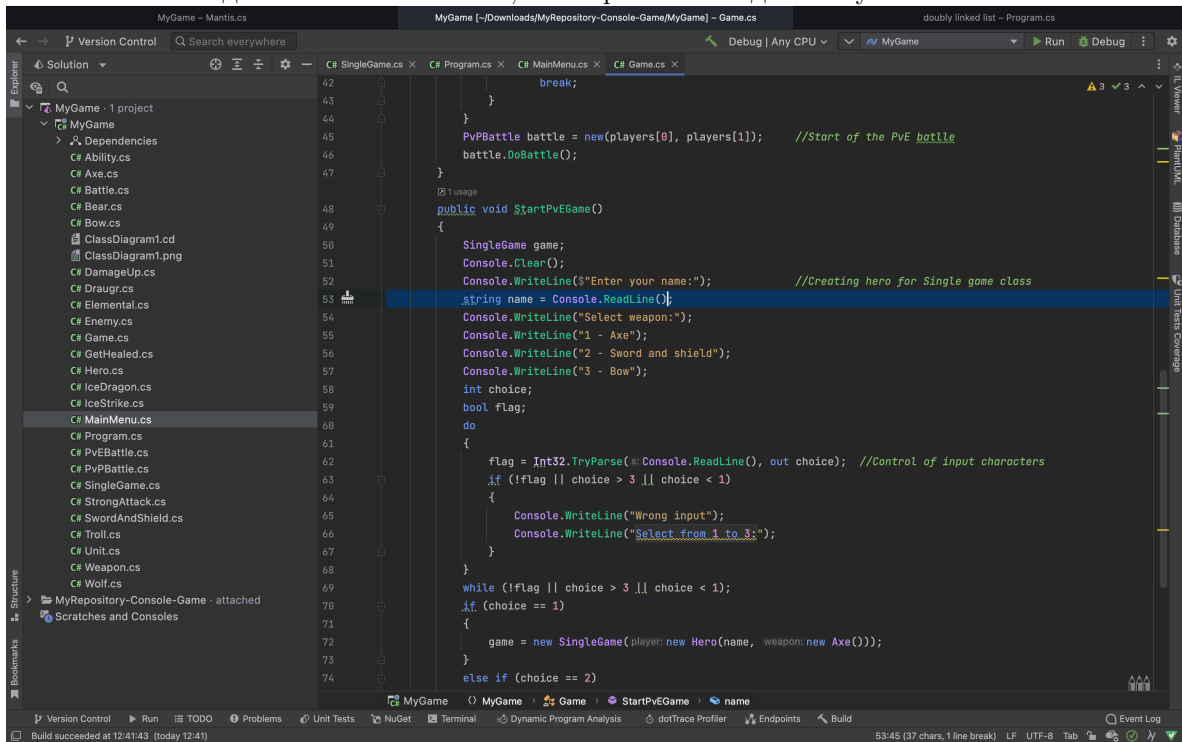 MyGame – Mantis.cs
MyGame [~/Downloads/MyRepository-Console-Game/MyGame] – Game.cs
doubly linked list – Program.cs
Version Control
Search everywhere
Debug | Any CPU
MyGame
Run
Debug
Explorer
Solution
C# SingleGame.cs × C# Program.cs × C# MainMenu.cs × C# Game.cs ×
MyGame · 1 project
MyGame
Dependencies
C# Ability.cs
C# Axe.cs
C# Battle.cs
C# Bear.cs
C# Bow.cs
ClassDiagram1.cd
ClassDiagram1.png
C# DamageUp.cs
C# Draugr.cs
C# Elemental.cs
C# Enemy.cs
C# Game.cs
C# GetHealed.cs
C# Hero.cs
C# IceDragon.cs
C# IceStrike.cs
C# MainMenu.cs
C# Program.cs
C# PvEBattle.cs
C# PvPBattle.cs
C# SingleGame.cs
C# StrongAttack.cs
C# SwordAndShield.cs
C# Troll.cs
C# Unit.cs
C# Weapon.cs
C# Wolf.cs
MyRepository-Console-Game · attached
Scratches and Consoles
Structure
Bookmarks
42 break;
43 }
44 }
45 PvPBattle battle = new(players[0], players[1]); //Start of the PvE batlle
46 battle.DoBattle();
47 }
1 usage
48 public void StartPvEGame()
49 {
50 SingleGame game;
51 Console.Clear();
52 Console.WriteLine($"Enter your name:"); //Creating hero for Single game class
53 string name = Console.ReadLine();
54 Console.WriteLine("Select weapon:");
55 Console.WriteLine("1 - Axe");
56 Console.WriteLine("2 - Sword and shield");
57 Console.WriteLine("3 - Bow");
58 int choice;
59 bool flag;
60 do
61 {
62 flag = Int32.TryParse(s: Console.ReadLine(), out choice); //Control of input characters
63 if (!flag || choice > 3 || choice < 1)
64 {
65 Console.WriteLine("Wrong input");
66 Console.WriteLine("Select from 1 to 3:");
67 }
68 }
69 while (!flag || choice > 3 || choice < 1);
70 if (choice == 1)
71 {
72 game = new SingleGame(player: new Hero(name, weapon: new Axe()));
73 }
74 else if (choice == 2)
3 3
IL Viewer
PlantUML
Database
Unit Tests Coverage
MyGame MyGame Game StartPvEGame name
Version Control Run TODO Problems Unit Tests NuGet Terminal Dynamic Program Analysis dotTrace Profiler Endpoints Build Event Log
Build succeeded at 12:41:43 (today 12:41) 53:45 (37 chars, 1 line break) LF UTF-8 Tab